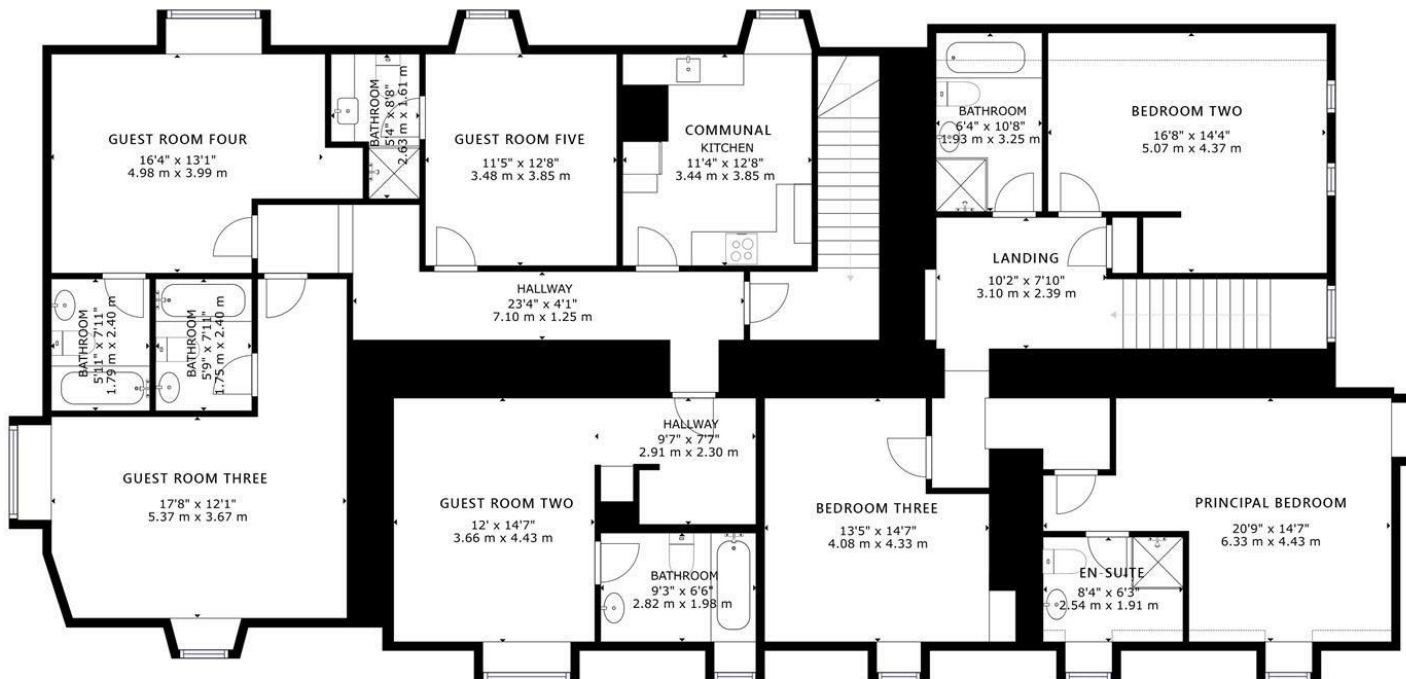 GUEST ROOM FOUR
16'4" x 13'1"
4.98 m x 3.99 m
BATHROOM
5'4" x 8'8"
2.63 m x 1.61 m
GUEST ROOM FIVE
11'5" x 12'8"
3.48 m x 3.85 m
COMMUNAL
KITCHEN
11'4" x 12'8"
3.44 m x 3.85 m
BATHROOM
6'4" x 10'8"
1.93 m x 3.25 m
BEDROOM TWO
16'8" x 14'4"
5.07 m x 4.37 m
LANDING
10'2" x 7'10"
3.10 m x 2.39 m
HALLWAY
23'4" x 4'1"
7.10 m x 1.25 m
BATHROOM
5'11" x 7'11"
1.79 m x 2.40 m
BATHROOM
5'9" x 7'11"
1.75 m x 2.40 m
GUEST ROOM THREE
17'8" x 12'1"
5.37 m x 3.67 m
HALLWAY
9'7" x 7'7"
2.91 m x 2.30 m
GUEST ROOM TWO
12' x 14'7"
3.66 m x 4.43 m
BATHROOM
9'3" x 6'6"
2.82 m x 1.98 m
BEDROOM THREE
13'5" x 14'7"
4.08 m x 4.33 m
PRINCIPAL BEDROOM
20'9" x 14'7"
6.33 m x 4.43 m
EN-SUITE
8'4" x 6'3"
2.54 m x 1.91 m